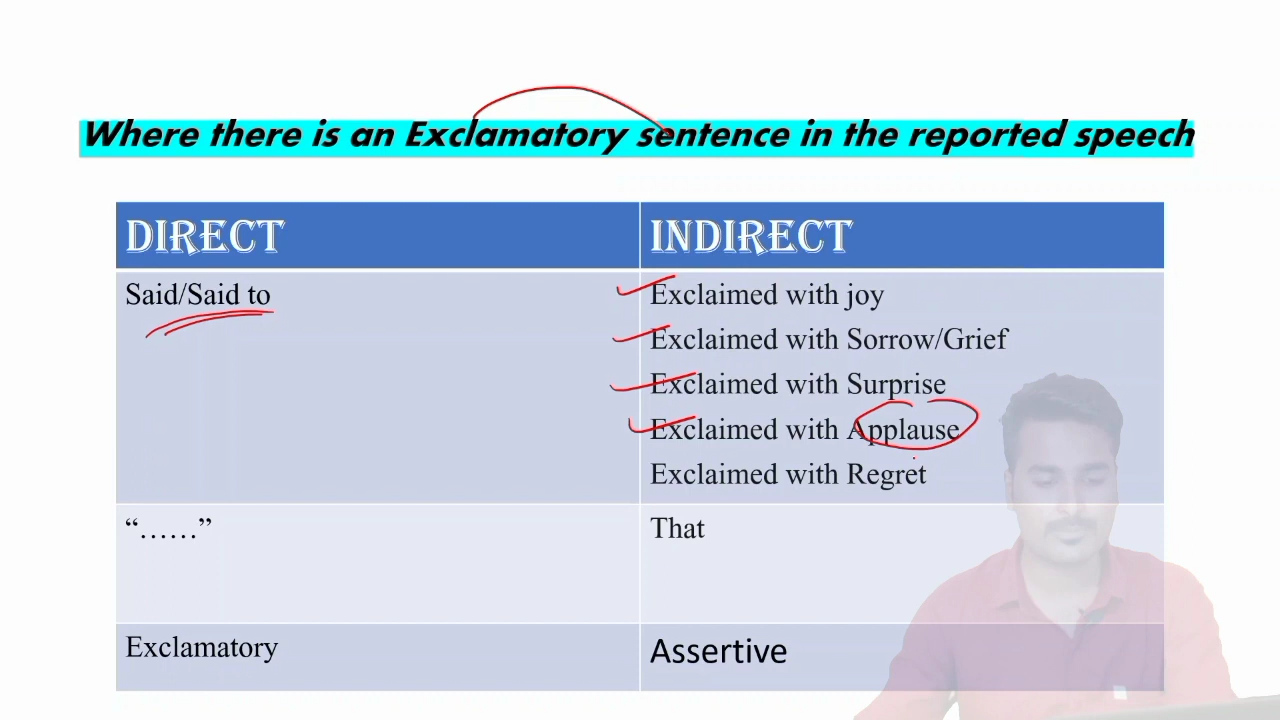 Where there is an Exclamatory sentence in the reported speech
DIRECT
INDIRECT
Said/Said to
Exclaimed with joy
Exclaimed with Sorrow/Grief
Exclaimed with Surprise
Exclaimed with Applause
Exclaimed with Regret
“……”
That
Exclamatory
Assertive